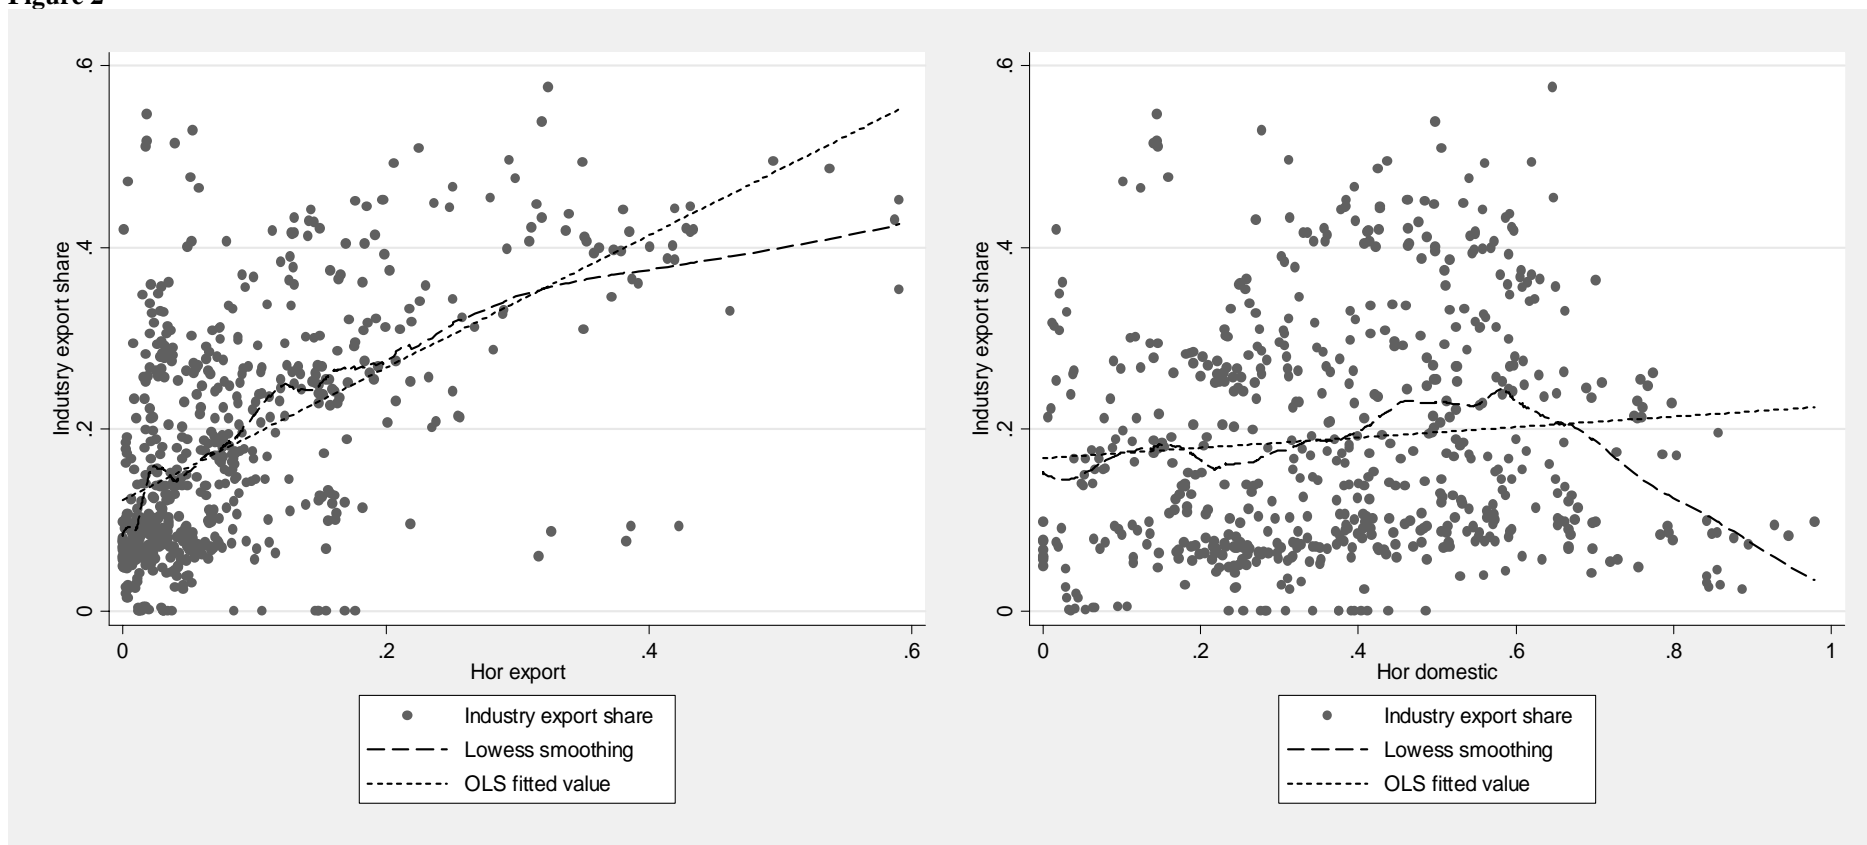 Figure 2
.6
.4
.2
0
Indutsry export share
0 .2 .4 .6
Hor export
Industry export share
Lowess smoothing
OLS fitted value
.6
.4
.2
0
Indutsry export share
0 .2 .4 .6 .8 1
Hor domestic
Industry export share
Lowess smoothing
OLS fitted value